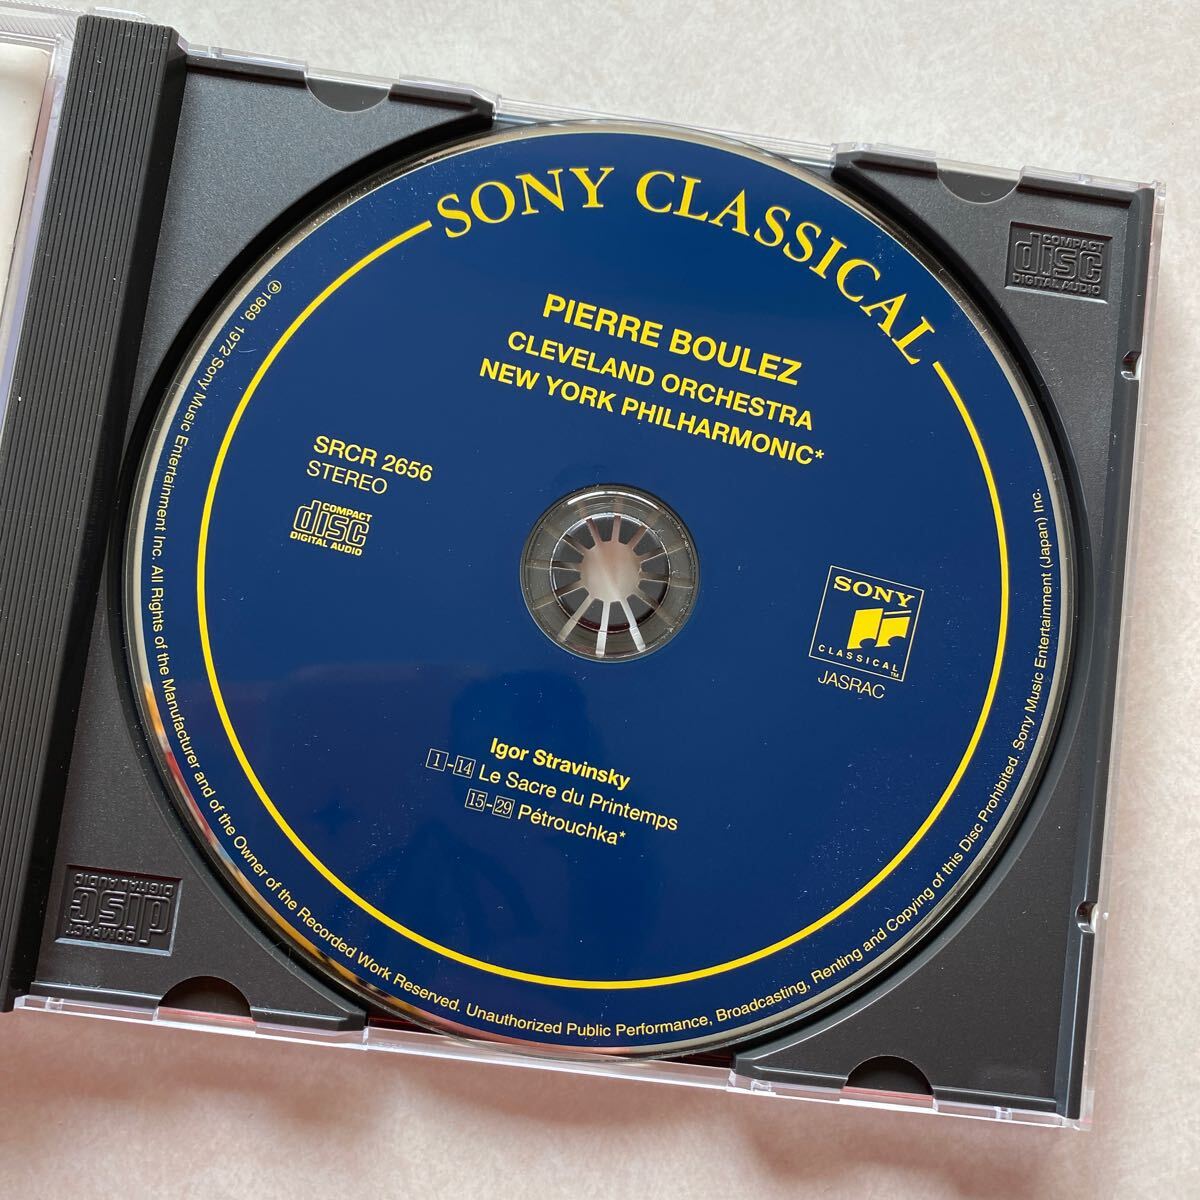 SONY CLASSICAL
PIERRE BOULEZ
CLEVELAND ORCHESTRA
NEW YORK PHILHARMONIC*
SRCR 2656
STEREO
COMPACT
disc
DIGITAL AUDIO
SONY
CLASSICAL
TM
JASRAC
Igor Stravinsky
1-14 Le Sacre du Printemps
15-29 Pétrouchka*
℗1969, 1972 Sony Music Entertainment Inc. All Rights of the Manufacturer and of the Owner of the Recorded Work Reserved. Unauthorized Public Performance, Broadcasting, Renting and Copying of this Disc Prohibited. Sony Music Entertainment (Japan) Inc.
COMPACT
disc
DIGITAL AUDIO
COMPACT
disc
DIGITAL AUDIO